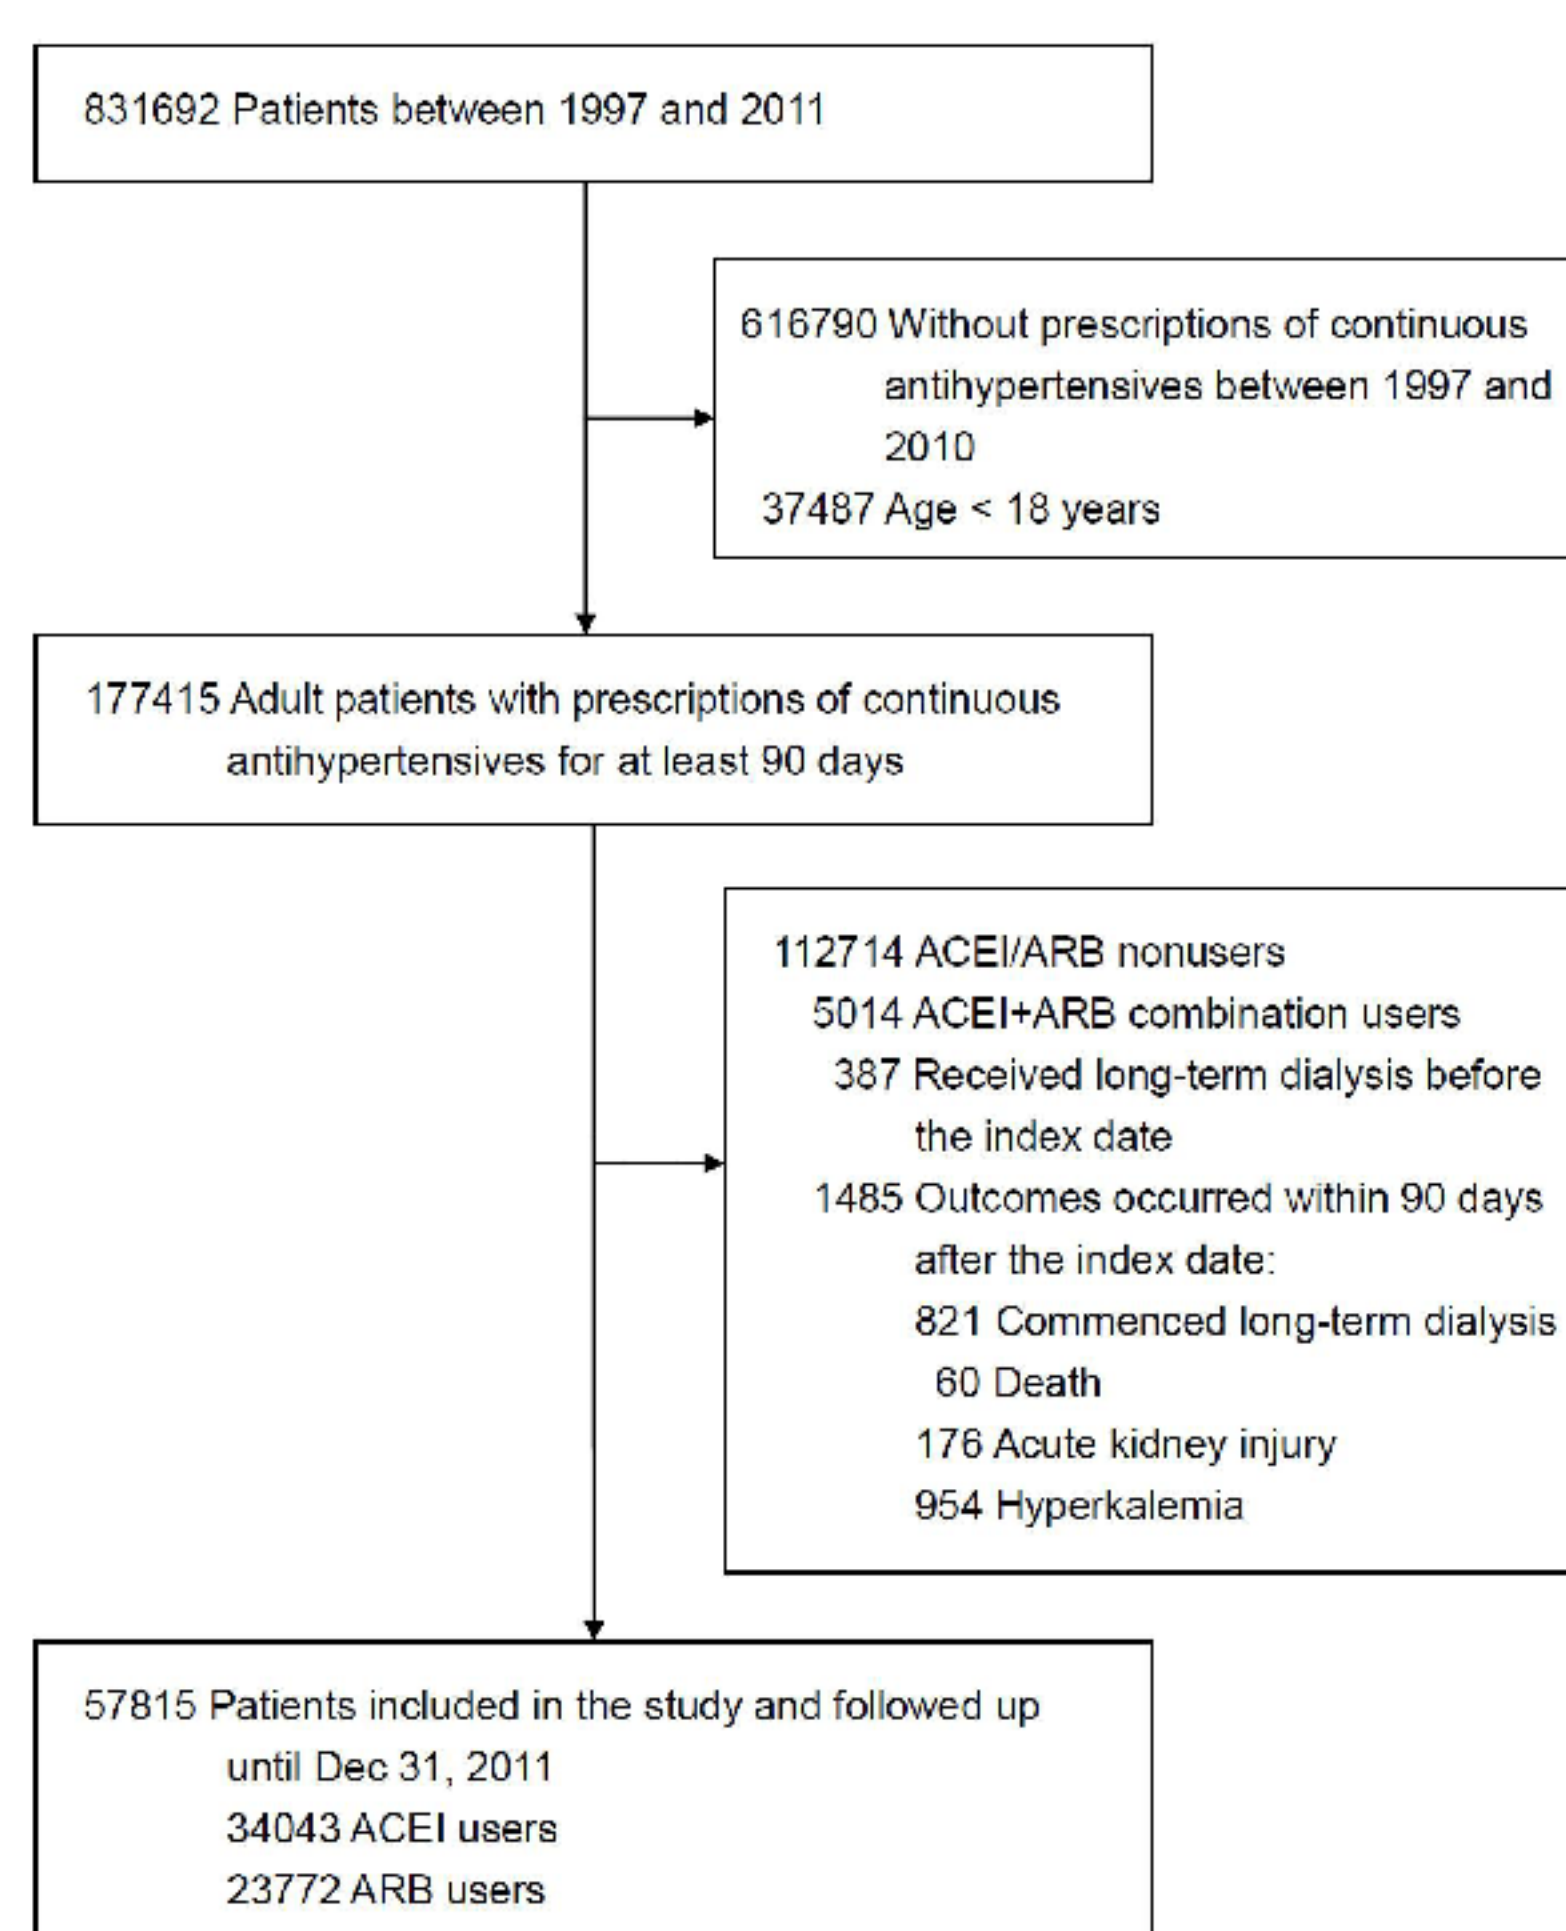 831692 Patients between 1997 and 2011
616790 Without prescriptions of continuous
antihypertensives between 1997 and
2010
37487 Age < 18 years
177415 Adult patients with prescriptions of continuous
antihypertensives for at least 90 days
112714 ACEI/ARB nonusers
5014 ACEI+ARB combination users
387 Received long-term dialysis before
the index date
1485 Outcomes occurred within 90 days
after the index date:
821 Commenced long-term dialysis
60 Death
176 Acute kidney injury
954 Hyperkalemia
57815 Patients included in the study and followed up
until Dec 31, 2011
34043 ACEI users
23772 ARB users